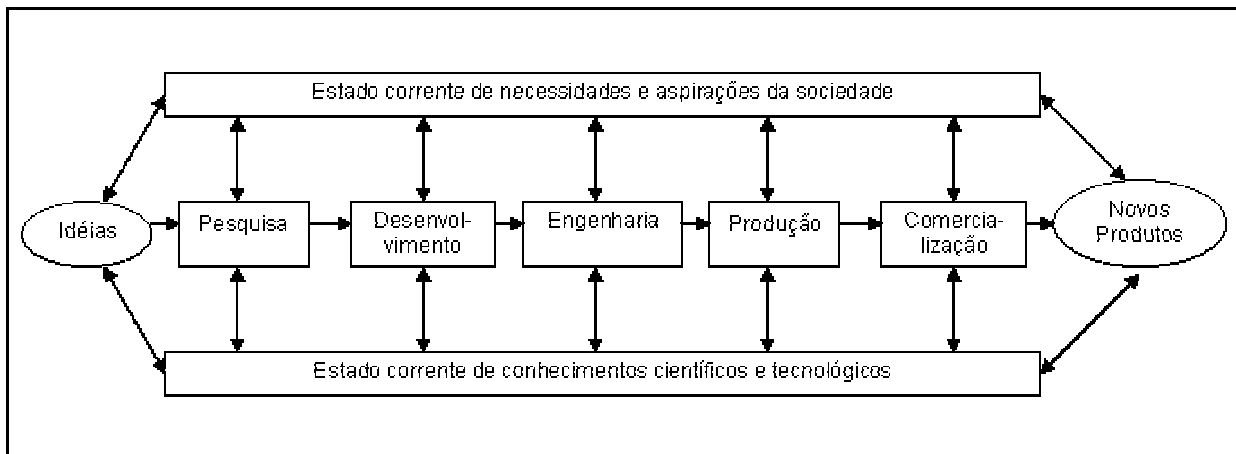 Estado corrente de necessidades e aspirações da sociedade
Idéias
Pesquisa
Desenvol-
vimento
Engenharia
Produção
Comercia-
lização
Novos
Produtos
Estado corrente de conhecimentos científicos e tecnológicos